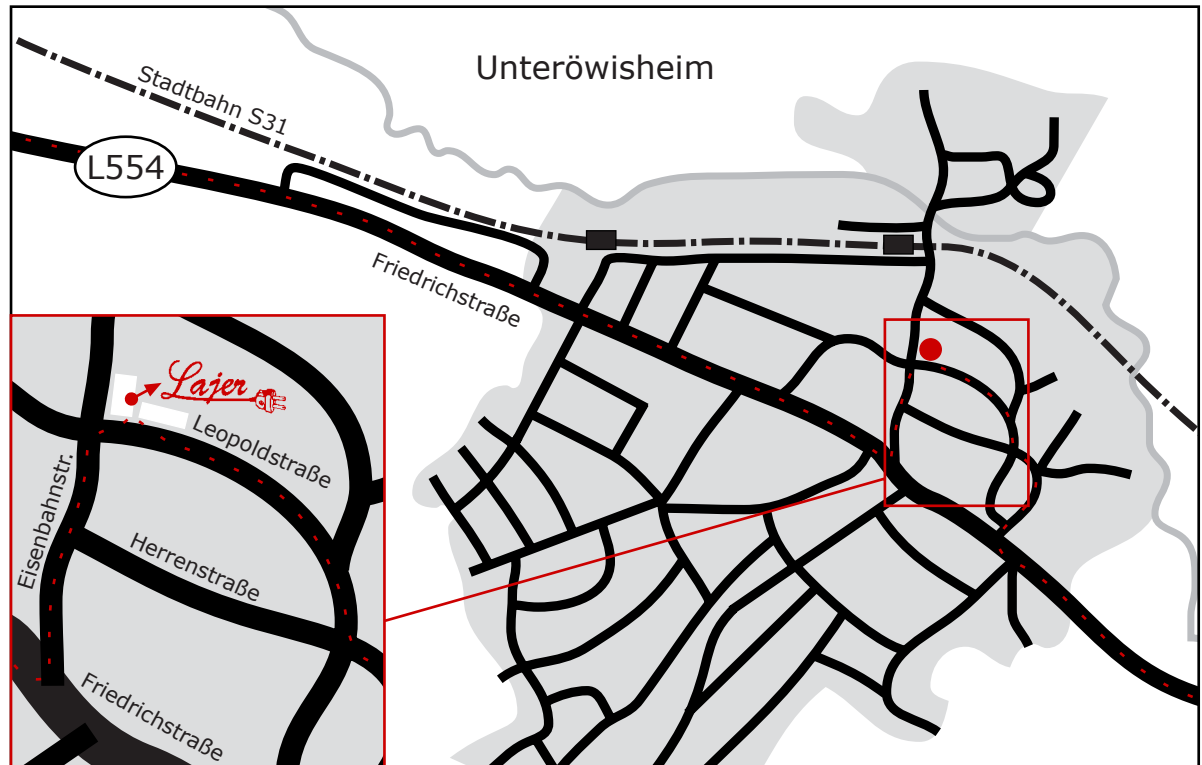 Unteröwisheim
Stadtbahn S31
L554
Friedrichstraße
Lajer
Leopoldstraße
Eisenbahnstr.
Herrenstraße
Friedrichstraße